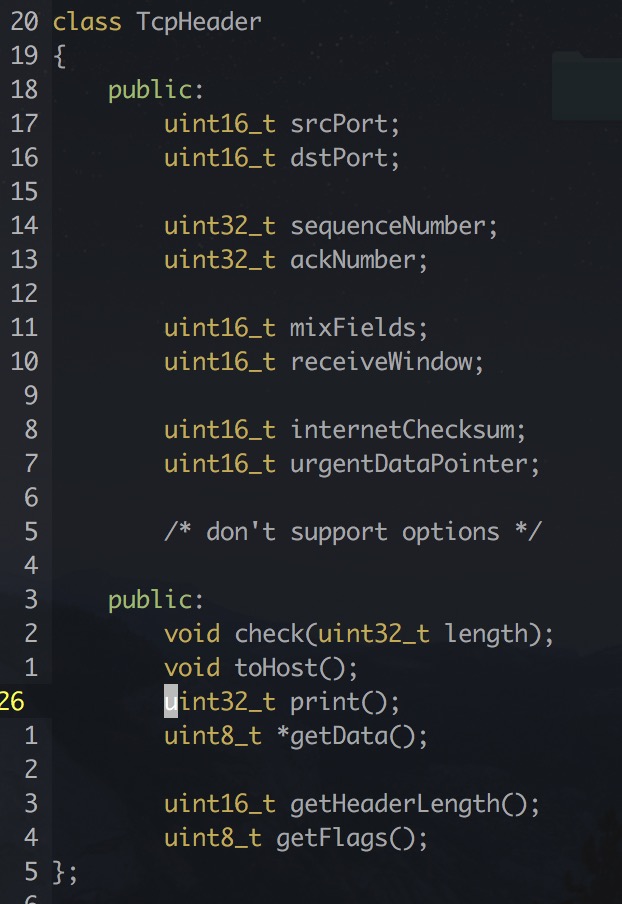 20 class TcpHeader
19 {
18     public:
17         uint16_t srcPort;
16         uint16_t dstPort;
15
14         uint32_t sequenceNumber;
13         uint32_t ackNumber;
12
11         uint16_t mixFields;
10         uint16_t receiveWindow;
9
8         uint16_t internetChecksum;
7         uint16_t urgentDataPointer;
6
5         /* don't support options */
4
3     public:
2         void check(uint32_t length);
1         void toHost();
26         uint32_t print();
1         uint8_t *getData();
2
3         uint16_t getHeaderLength();
4         uint8_t getFlags();
5 };
6